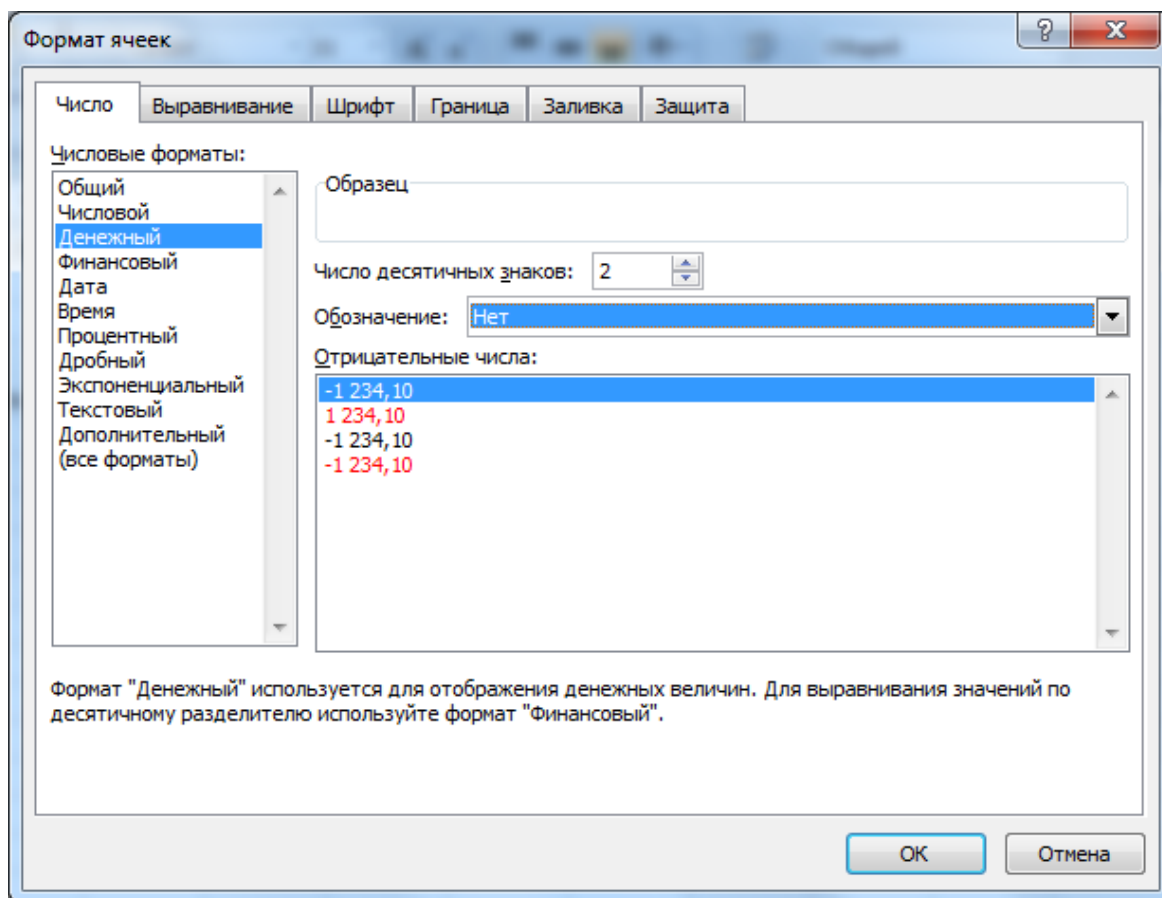 Формат ячеек
Число Выравнивание Шрифт Граница Заливка Защита
Числовые форматы:
Общий
Числовой
Денежный
Финансовый
Дата
Время
Процентный
Дробный
Экспоненциальный
Текстовый
Дополнительный
(все форматы)
Образец
Число десятичных знаков: 2
Обозначение: Нет
Отрицательные числа:
-1 234,10
1 234,10
-1 234,10
-1 234,10
Формат "Денежный" используется для отображения денежных величин. Для выравнивания значений по
десятичному разделителю используйте формат "Финансовый".
ОК Отмена